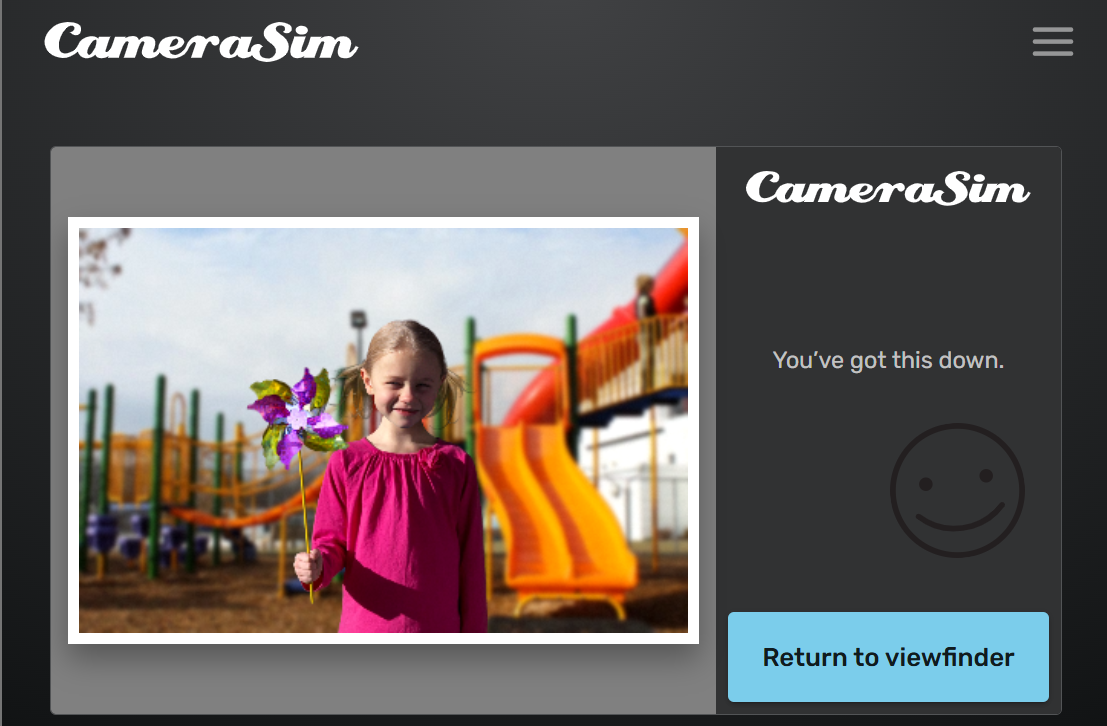 CameraSim
CameraSim
You’ve got this down.
Return to viewfinder